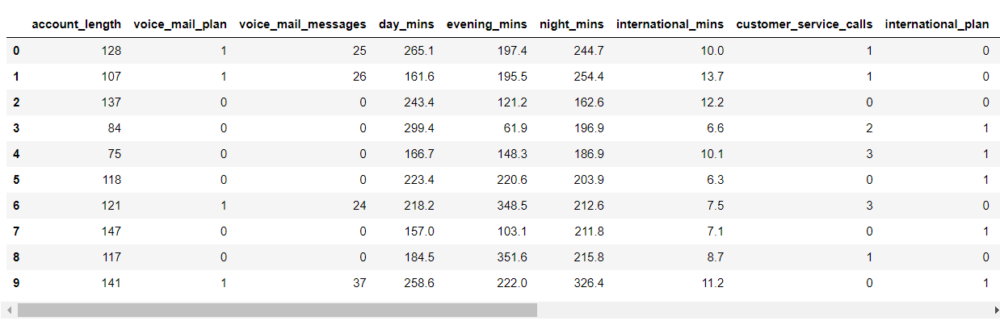 account_length voice_mail_plan voice_mail_messages day_mins evening_mins night_mins international_mins customer_service_calls international_plan
0 128 1 25 265.1 197.4 244.7 10.0 1 0
1 107 1 26 161.6 195.5 254.4 13.7 1 0
2 137 0 0 243.4 121.2 162.6 12.2 0 0
3 84 0 0 299.4 61.9 196.9 6.6 2 1
4 75 0 0 166.7 148.3 186.9 10.1 3 1
5 118 0 0 223.4 220.6 203.9 6.3 0 1
6 121 1 24 218.2 348.5 212.6 7.5 3 0
7 147 0 0 157.0 103.1 211.8 7.1 0 1
8 117 0 0 184.5 351.6 215.8 8.7 1 0
9 141 1 37 258.6 222.0 326.4 11.2 0 1